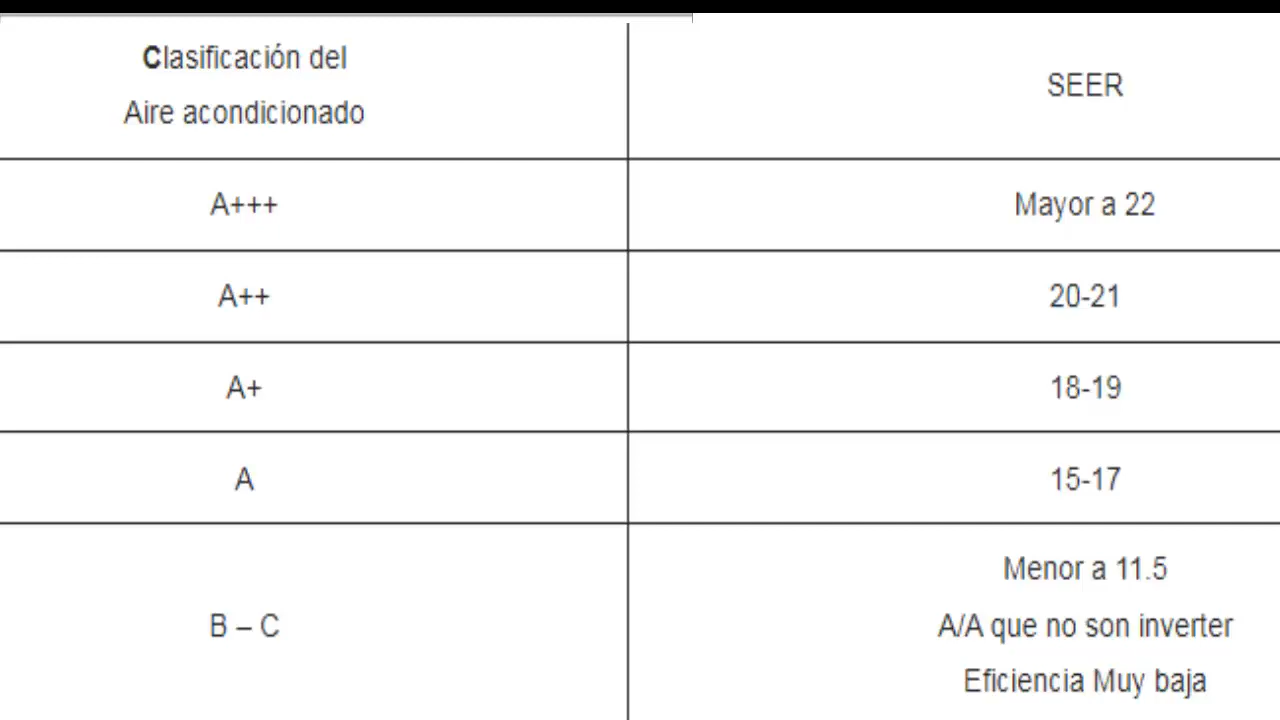 Clasificación del
Aire acondicionado
SEER
A+++
Mayor a 22
A++
20-21
A+
18-19
A
15-17
B – C
Menor a 11.5
A/A que no son inverter
Eficiencia Muy baja